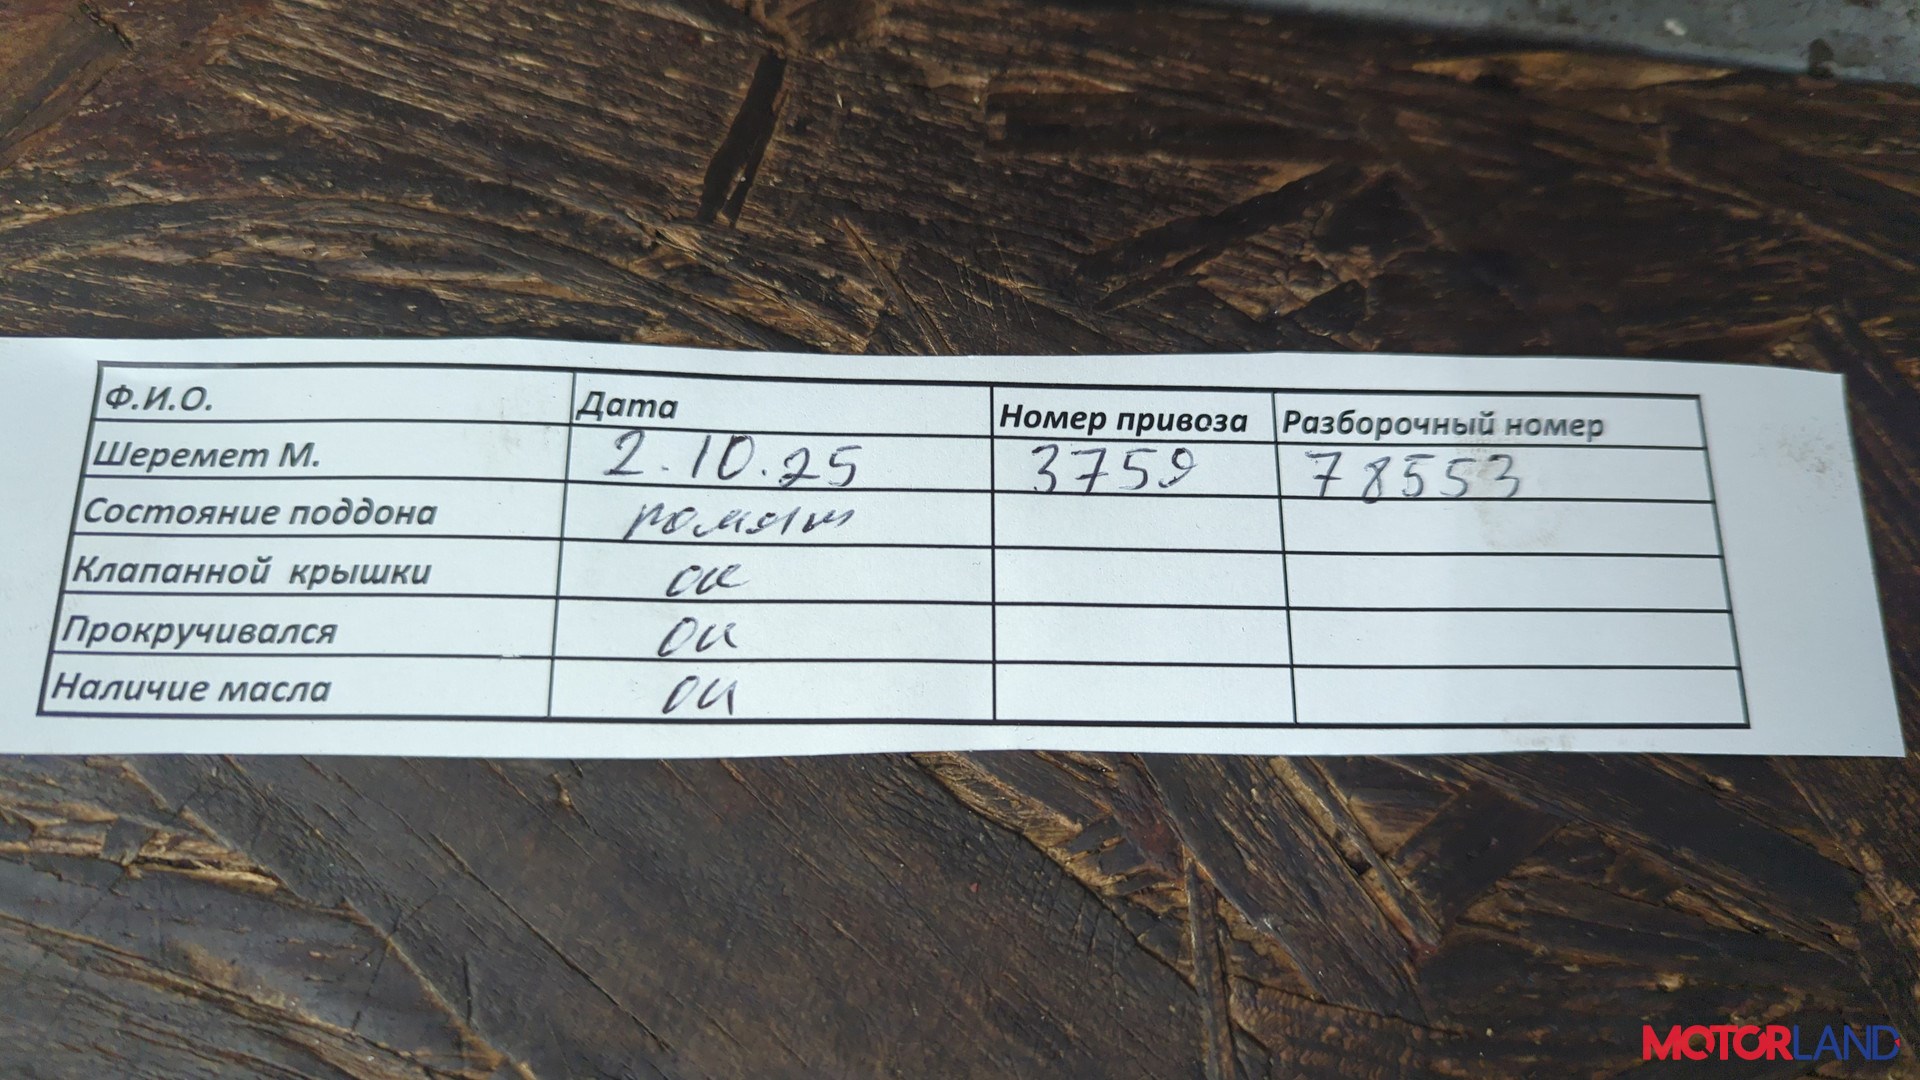 Ф.И.О. Дата Номер привоза Разборочный номер
Шеремет М. 2.10.25 3759 78553
Состояние поддона помят
Клапанной крышки ок
Прокручивался ок
Наличие масла ок
MOTORLAND